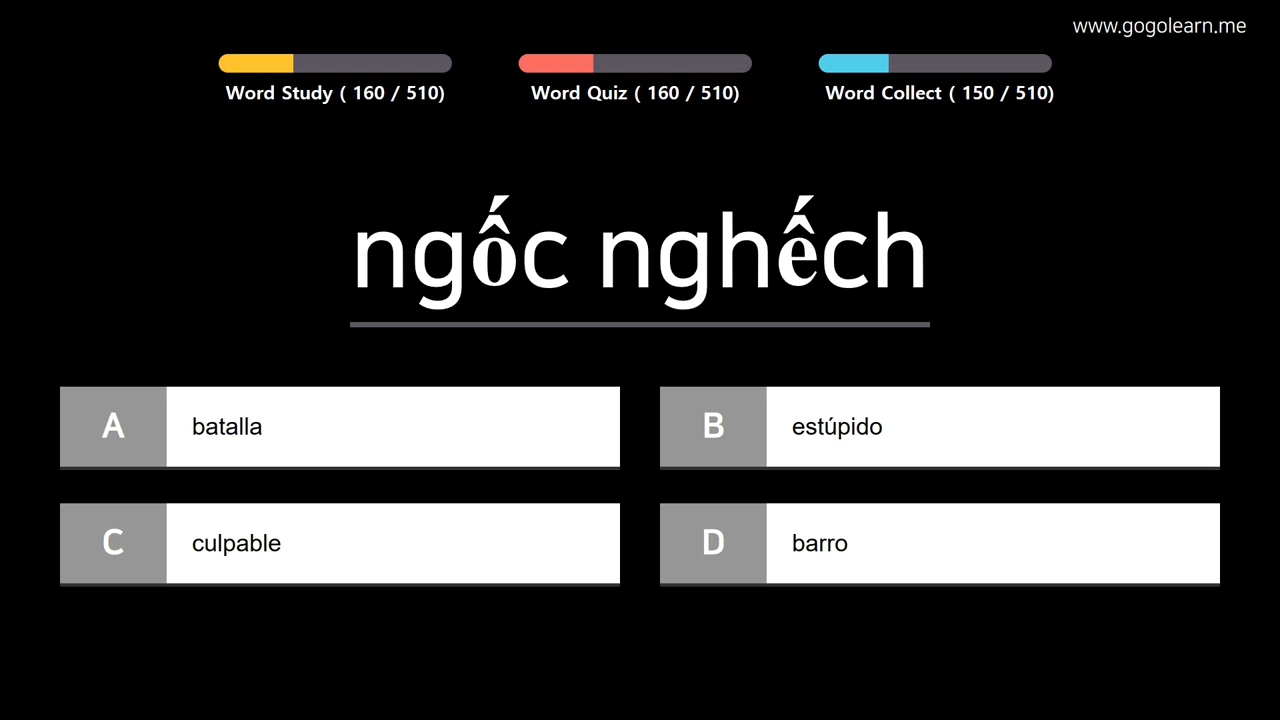 www.gogolearn.me
Word Study ( 160 / 510)
Word Quiz ( 160 / 510)
Word Collect ( 150 / 510)
ngốc nghếch
A batalla
B estúpido
C culpable
D barro